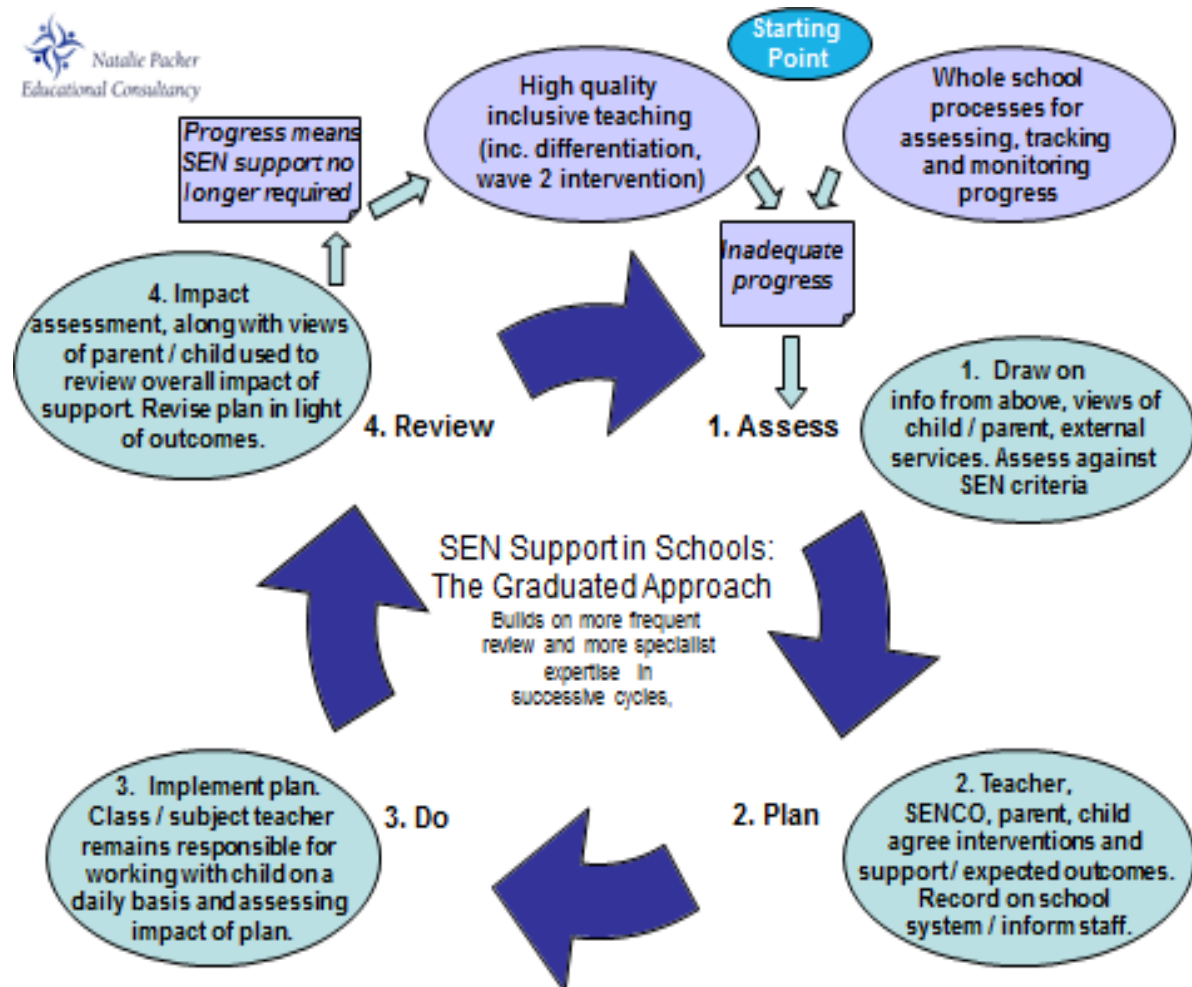 Natalie Packer
Educational Consultancy
Starting
Point
High quality
inclusive teaching
(inc. differentiation,
wave 2 intervention)
Whole school
processes for
assessing, tracking
and monitoring
progress
Progress means
SEN support no
longer required
Inadequate
progress
4. Impact
assessment, along with views
of parent / child used to
review overall impact of
support. Revise plan in light
of outcomes.
4. Review
1. Assess
1. Draw on
info from above, views of
child / parent, external
services. Assess against
SEN criteria
SEN Support in Schools:
The Graduated Approach
Builds on more frequent
review and more specialist
expertise in
successive cycles,
3. Implement plan.
Class / subject teacher
remains responsible for
working with child on a
daily basis and assessing
impact of plan.
3. Do
2. Plan
2. Teacher,
SENCO, parent, child
agree interventions and
support / expected outcomes.
Record on school
system / inform staff.